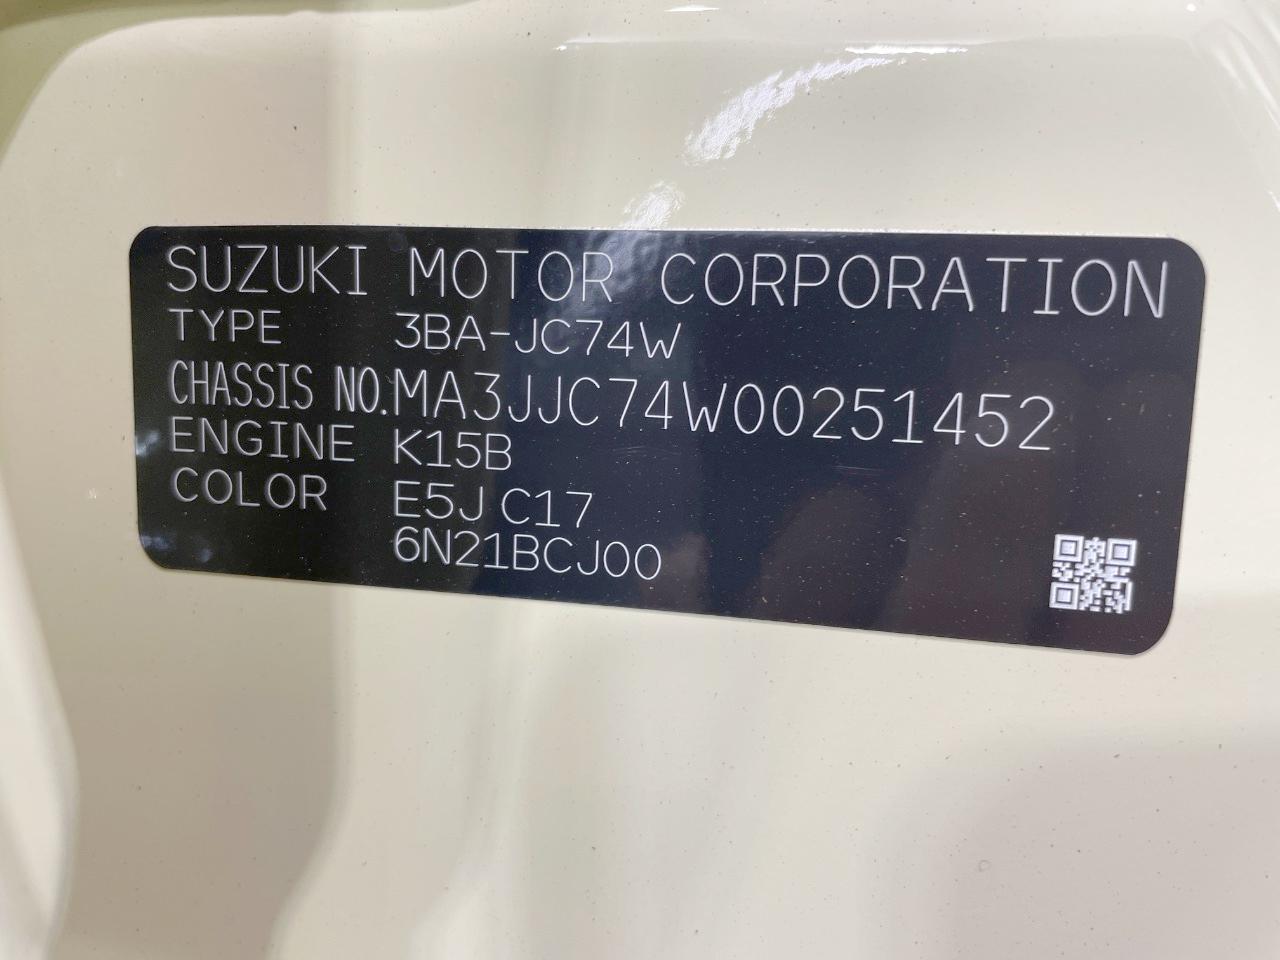 SUZUKI MOTOR CORPORATION
TYPE 3BA-JC74W
CHASSIS NO. MA3JJC74W00251452
ENGINE K15B
COLOR E5J C17
6N21BCJ00